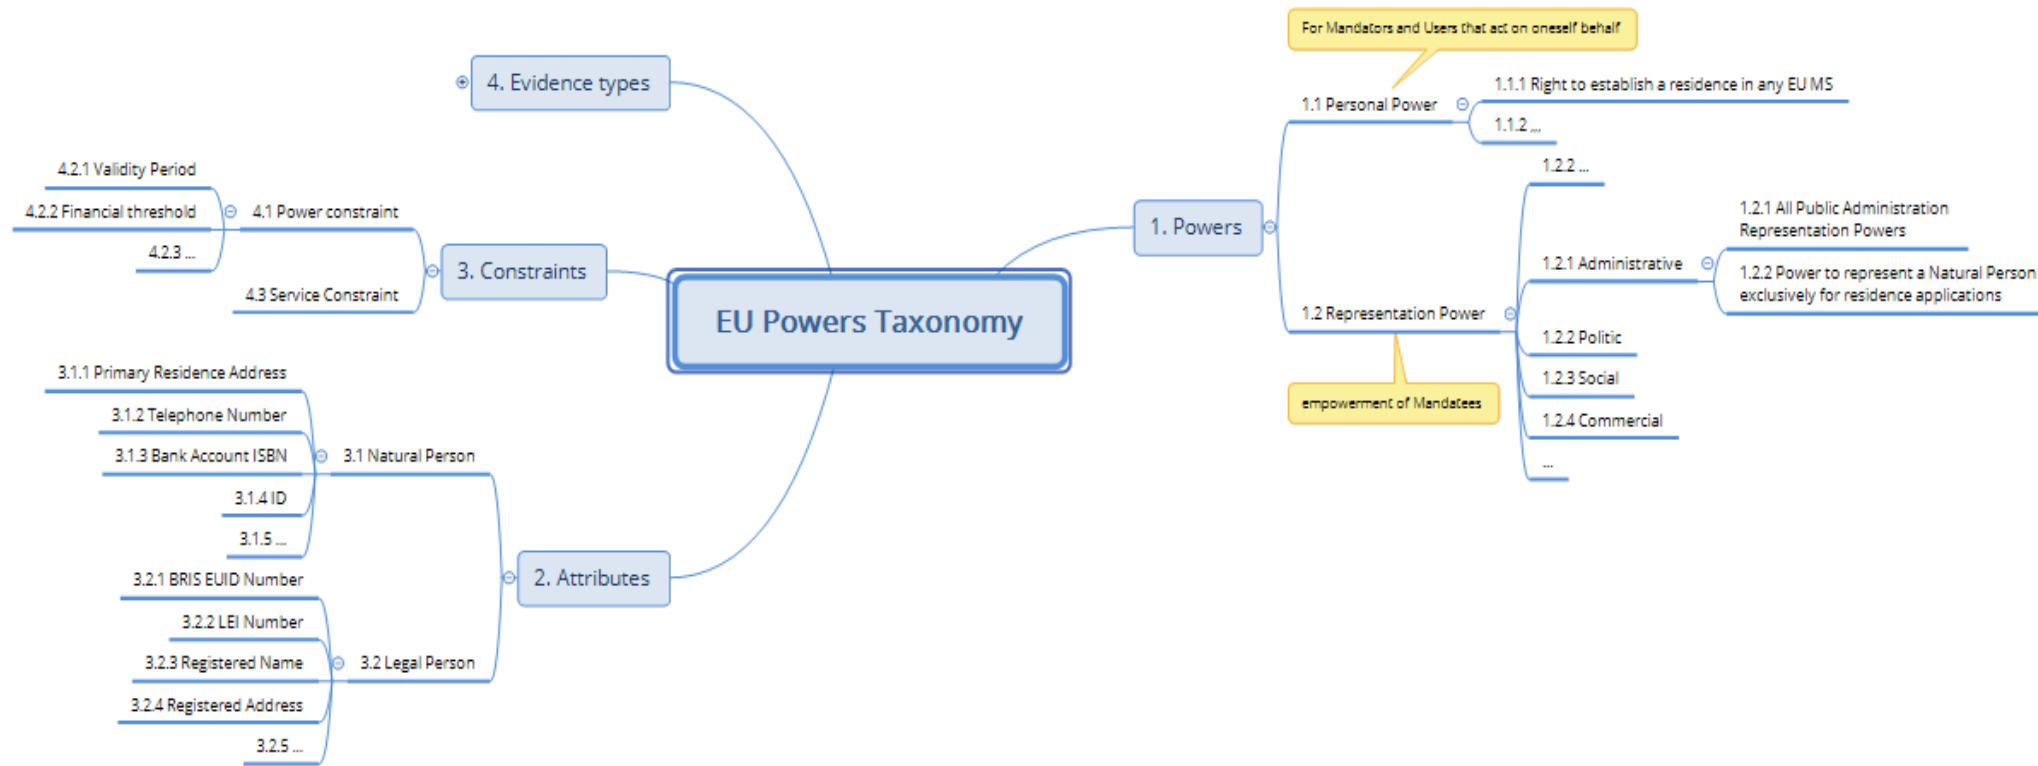 EU Powers Taxonomy
1. Powers
For Mandators and Users that act on oneself behalf
1.1 Personal Power
1.1.1 Right to establish a residence in any EU MS
1.1.2 ,,,
1.2 Representation Power
empowerment of Mandatees
1.2.2 ...
1.2.1 Administrative
1.2.1 All Public Administration
Representation Powers
1.2.2 Power to represent a Natural Person
exclusively for residence applications
1.2.2 Politic
1.2.3 Social
1.2.4 Commercial
...
4. Evidence types
3. Constraints
4.1 Power constraint
4.2.1 Validity Period
4.2.2 Financial threshold
4.2.3 ...
4.3 Service Constraint
2. Attributes
3.1 Natural Person
3.1.1 Primary Residence Address
3.1.2 Telephone Number
3.1.3 Bank Account ISBN
3.1.4 ID
3.1.5 ...
3.2 Legal Person
3.2.1 BRIS EUID Number
3.2.2 LEI Number
3.2.3 Registered Name
3.2.4 Registered Address
3.2.5 ...